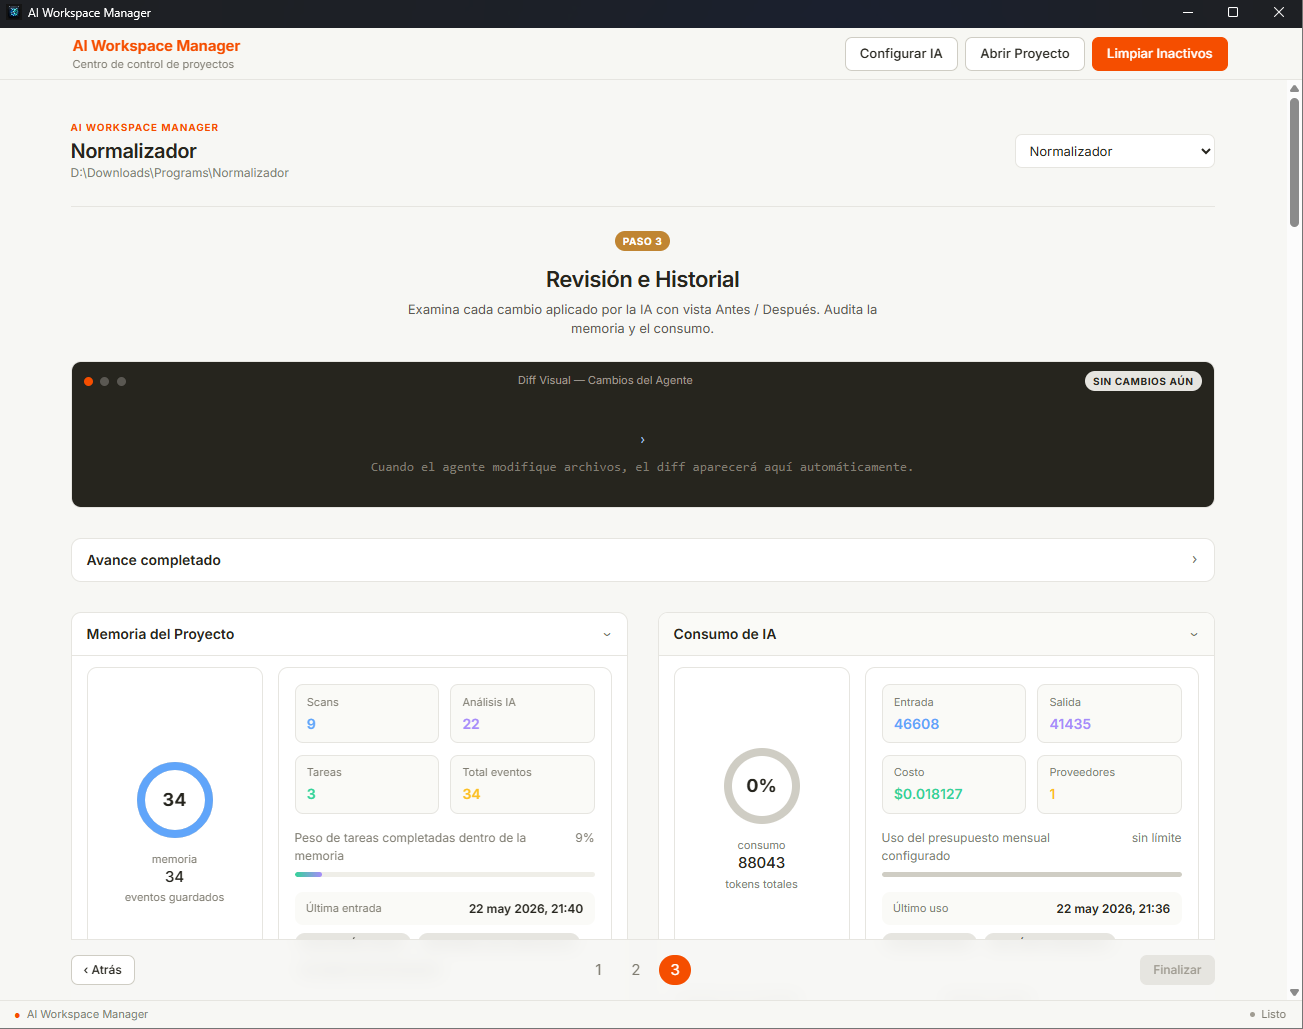 AI Workspace Manager
AI Workspace Manager
Centro de control de proyectos
Configurar IA
Abrir Proyecto
Limpiar Inactivos
AI WORKSPACE MANAGER
Normalizador
D:\Downloads\Programs\Normalizador
Normalizador
PASO 3
Revisión e Historial
Examina cada cambio aplicado por la IA con vista Antes / Después. Audita la
memoria y el consumo.
Diff Visual — Cambios del Agente
SIN CAMBIOS AÚN
›
Cuando el agente modifique archivos, el diff aparecerá aquí automáticamente.
Avance completado
Memoria del Proyecto
34
memoria
34
eventos guardados
Scans
9
Análisis IA
22
Tareas
3
Total eventos
34
Peso de tareas completadas dentro de la
memoria
9%
Última entrada
22 may 2026, 21:40
Consumo de IA
0%
consumo
88043
tokens totales
Entrada
46608
Salida
41435
Costo
$0.018127
Proveedores
1
Uso del presupuesto mensual
configurado
sin límite
Último uso
22 may 2026, 21:36
‹ Atrás
1
2
3
Finalizar
AI Workspace Manager
Listo